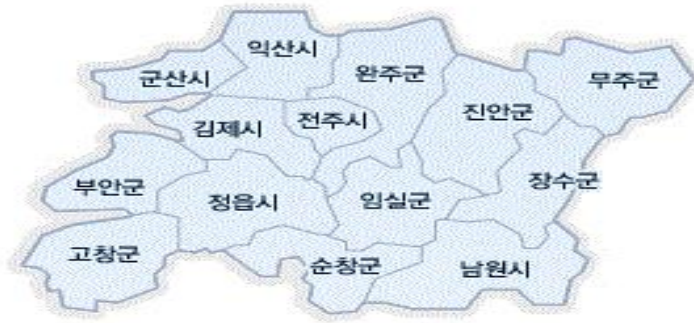 익산시
군산시
완주군
무주군
김제시
전주시
진안군
부안군
정읍시
임실군
장수군
고창군
순창군
남원시